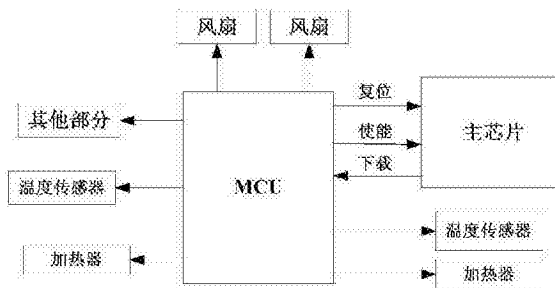 风扇 风扇
复位
其他部分
使能
主芯片
下载
温度传感器
MCU
温度传感器
加热器
加热器